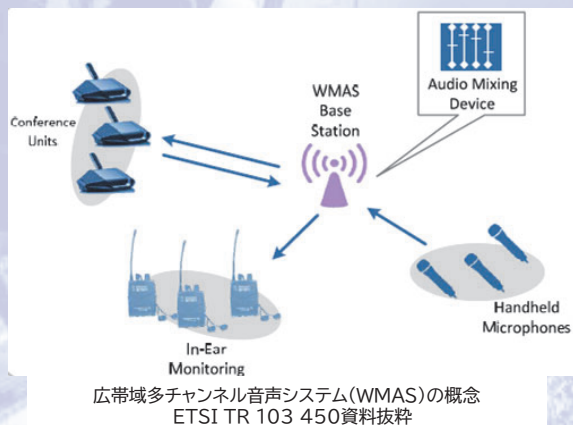 Audio Mixing
Device
WMAS
Base
Station
Conference
Units
Handheld
Microphones
In-Ear
Monitoring
広帯域多チャンネル音声システム(WMAS)の概念
ETSI TR 103 450資料抜粋